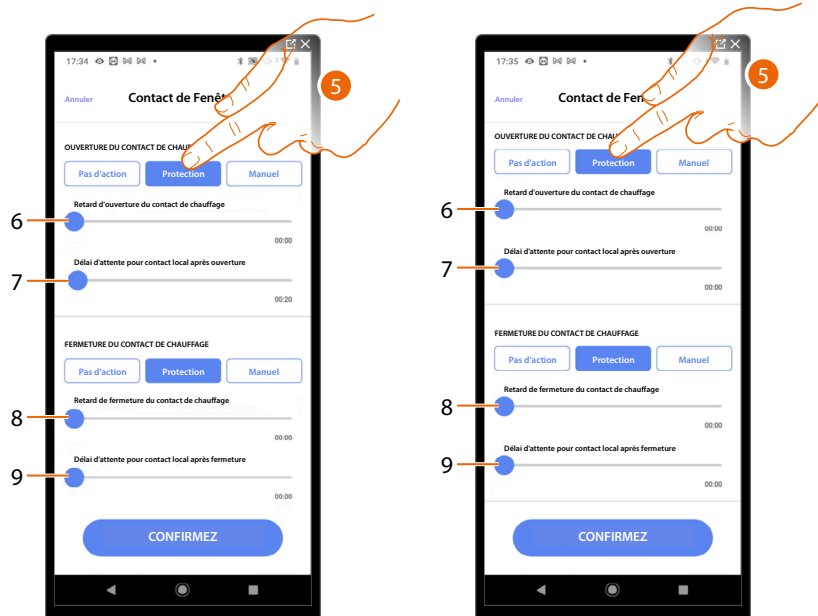 17:34
Annuler
Contact de Fenêt
5
OUVERTURE DU CONTACT DE CHAUF
Pas d'action
Protection
Manuel
Retard d'ouverture du contact de chauffage
6
00:00
Délai d'attente pour contact local après ouverture
7
00:20
FERMETURE DU CONTACT DE CHAUFFAGE
Pas d'action
Protection
Manuel
Retard de fermeture du contact de chauffage
8
00:00
Délai d'attente pour contact local après fermeture
9
00:00
CONFIRMEZ
17:35
Annuler
Contact de Fen
5
OUVERTURE DU CONTACT DE CHAU
Pas d'action
Protection
Manuel
Retard d'ouverture du contact de chauffage
6
00:00
Délai d'attente pour contact local après ouverture
7
00:00
FERMETURE DU CONTACT DE CHAUFFAGE
Pas d'action
Protection
Manuel
Retard de fermeture du contact de chauffage
8
00:00
Délai d'attente pour contact local après fermeture
9
00:00
CONFIRMEZ